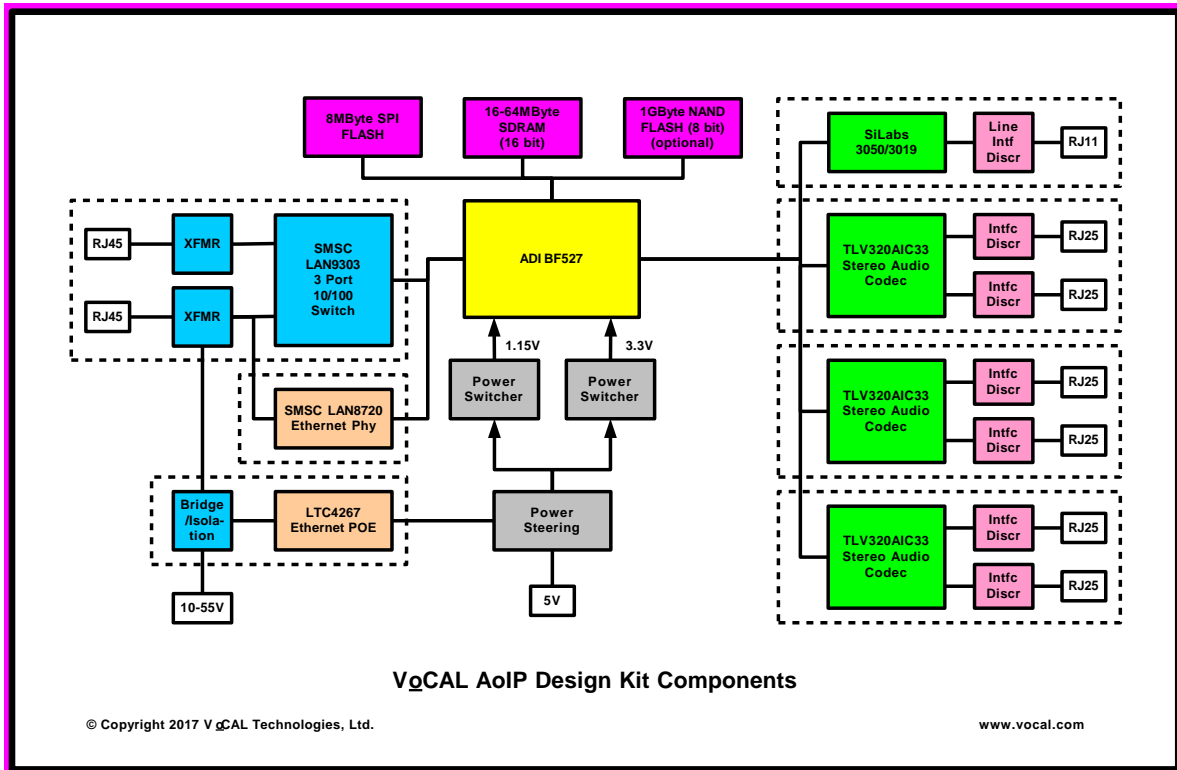 8MByte SPI
FLASH
16-64MByte
SDRAM
(16 bit)
1GByte NAND
FLASH (8 bit)
(optional)
SiLabs
3050/3019
Line
Intf
Discr
RJ11
RJ45
XFMR
SMSC
LAN9303
3 Port
10/100
Switch
RJ45
XFMR
ADI BF527
TLV320AIC33
Stereo Audio
Codec
Intfc
Discr
RJ25
Intfc
Discr
RJ25
1.15V
3.3V
Power
Switcher
Power
Switcher
SMSC LAN8720
Ethernet Phy
TLV320AIC33
Stereo Audio
Codec
Intfc
Discr
RJ25
Intfc
Discr
RJ25
Bridge
/Isola-
tion
LTC4267
Ethernet POE
Power
Steering
10-55V
5V
TLV320AIC33
Stereo Audio
Codec
Intfc
Discr
RJ25
Intfc
Discr
RJ25
VoCAL AoIP Design Kit Components
© Copyright 2017 VoCAL Technologies, Ltd.
www.vocal.com